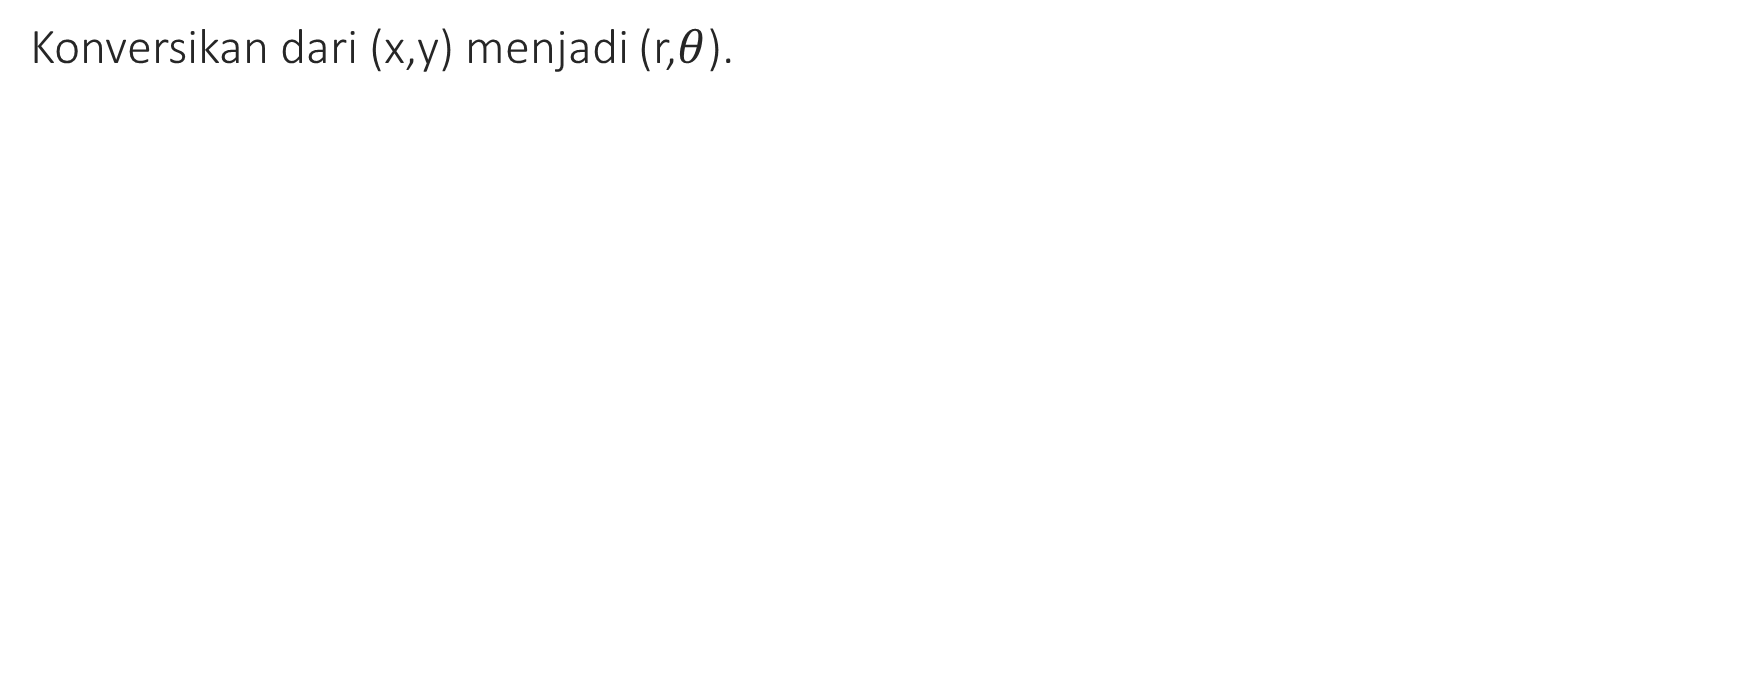 Konversikan dari (x,y) menjadi (r,θ).